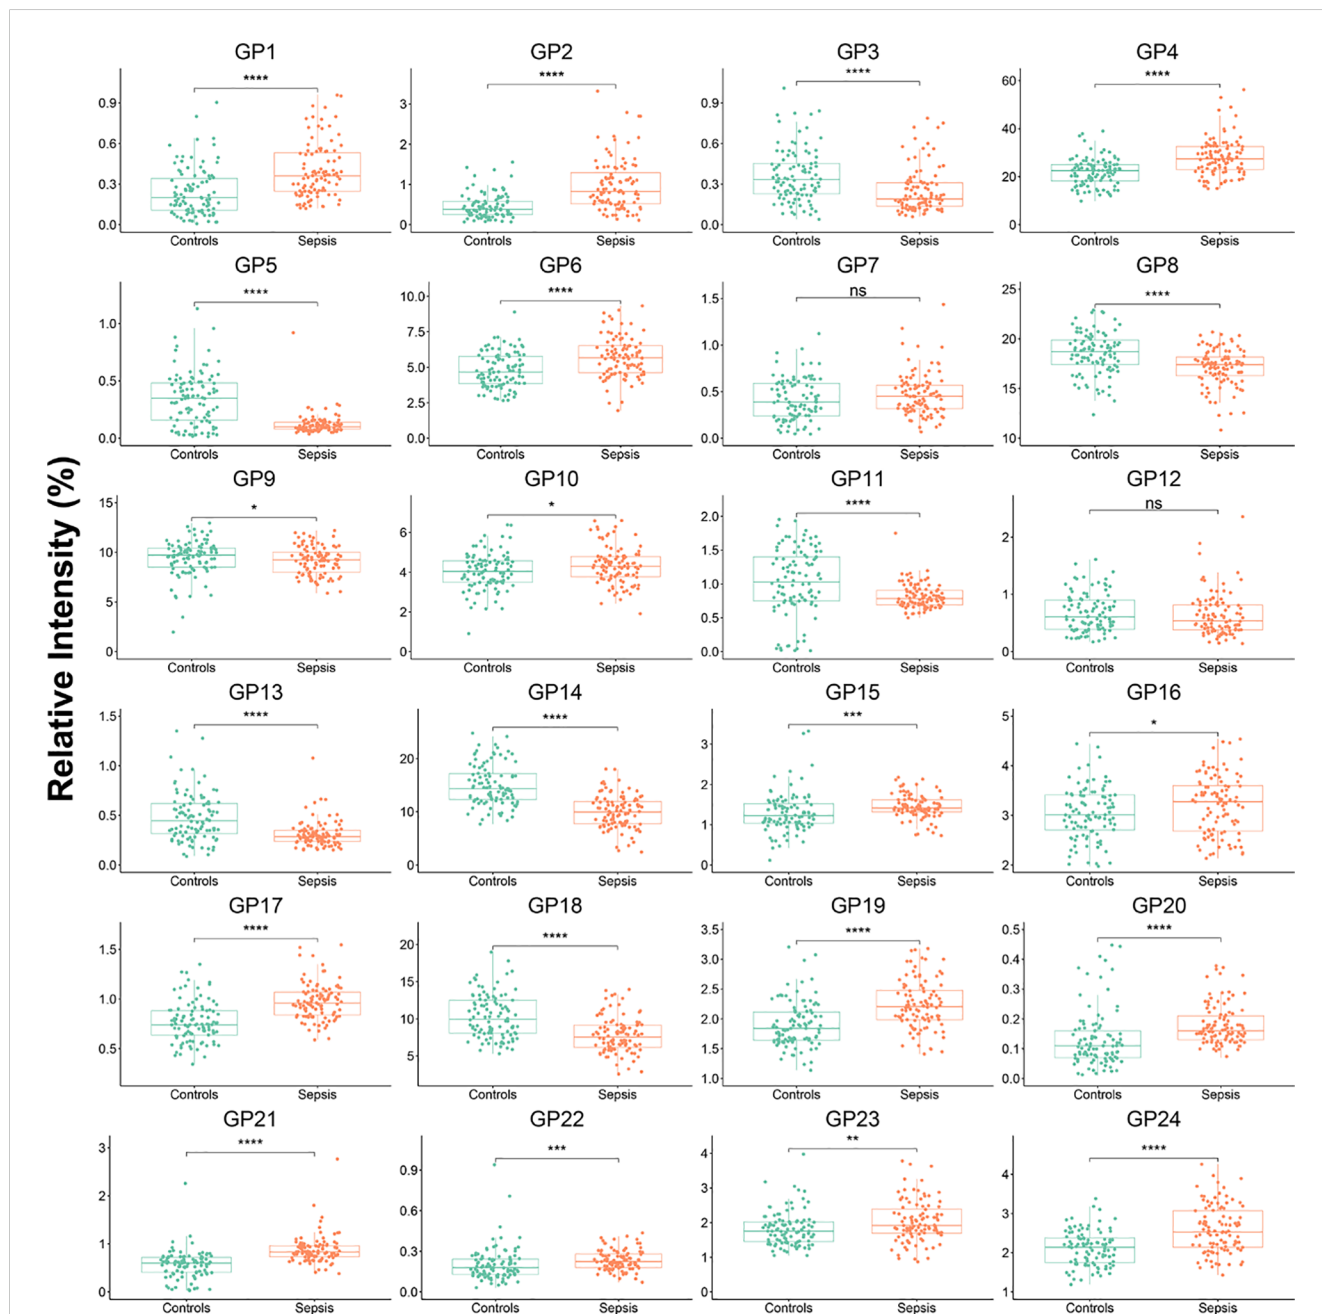 Relative Intensity (%)
GP1 GP2 GP3 GP4
**** **** **** ****
0.9 0.6 0.3 0.0
3 2 1 0
0.9 0.6 0.3 0.0
60 40 20 0
Controls Sepsis Controls Sepsis Controls Sepsis Controls Sepsis
GP5 GP6 GP7 GP8
**** **** ns ****
1.0 0.5 0.0
10.0 7.5 5.0 2.5 0.0
1.5 1.0 0.5 0.0
25 20 15 10
Controls Sepsis Controls Sepsis Controls Sepsis Controls Sepsis
GP9 GP10 GP11 GP12
* * **** ns
15 10 5 0
6 4 2 0
2.0 1.5 1.0 0.5 0.0
2 1 0
Controls Sepsis Controls Sepsis Controls Sepsis Controls Sepsis
GP13 GP14 GP15 GP16
**** **** *** *
1.5 1.0 0.5 0.0
20 10 0
3 2 1 0
5 4 3 2
Controls Sepsis Controls Sepsis Controls Sepsis Controls Sepsis
GP17 GP18 GP19 GP20
**** **** **** ****
1.5 1.0 0.5
20 15 10 5
3.5 3.0 2.5 2.0 1.5 1.0
0.5 0.4 0.3 0.2 0.1 0.0
Controls Sepsis Controls Sepsis Controls Sepsis Controls Sepsis
GP21 GP22 GP23 GP24
**** *** ** ****
3 2 1 0
0.9 0.6 0.3 0.0
4 3 2 1 0
4 3 2 1
Controls Sepsis Controls Sepsis Controls Sepsis Controls Sepsis